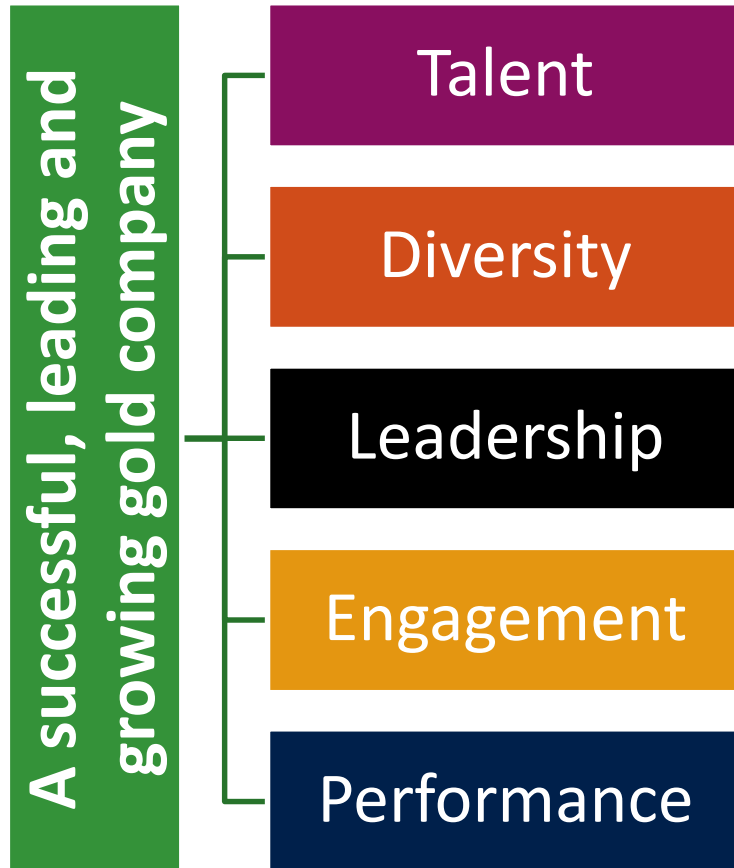 A successful, leading and
growing gold company
Talent
Diversity
Leadership
Engagement
Performance